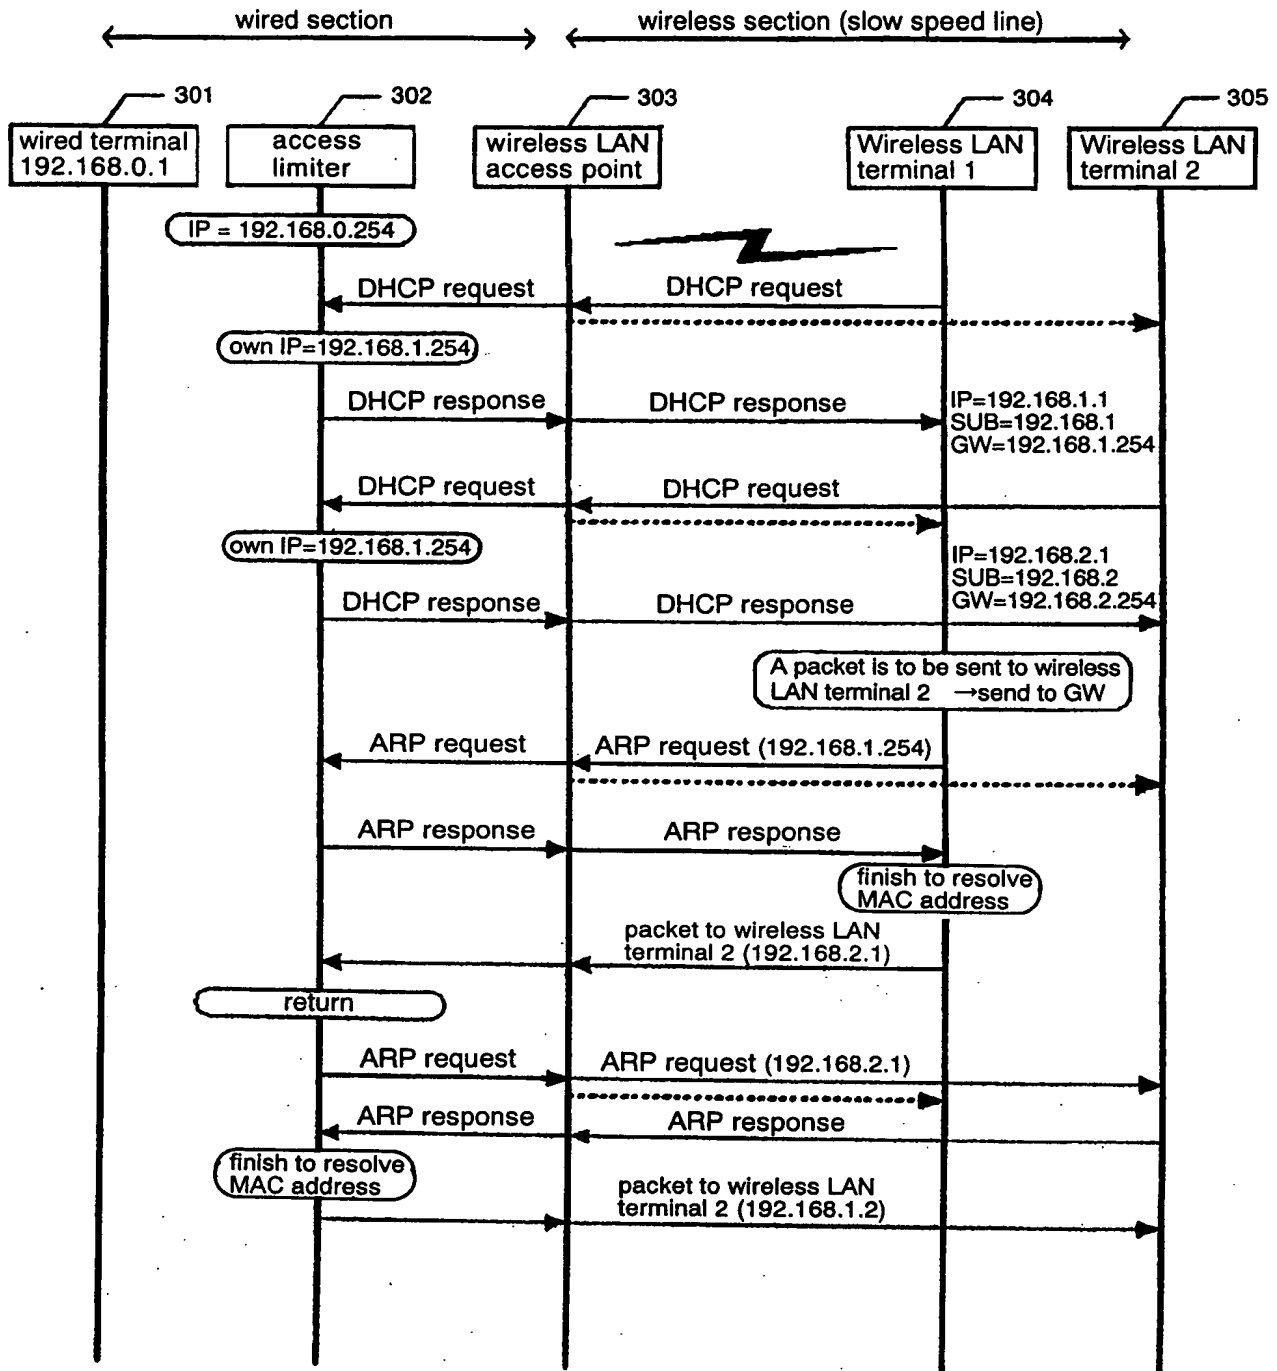 wired section
wireless section (slow speed line)
301
302
303
304
305
wired terminal
192.168.0.1
access
limiter
wireless LAN
access point
Wireless LAN
terminal 1
Wireless LAN
terminal 2
IP = 192.168.0.254
DHCP request
DHCP request
own IP=192.168.1.254
DHCP response
DHCP response
IP=192.168.1.1
SUB=192.168.1
GW=192.168.1.254
DHCP request
DHCP request
own IP=192.168.1.254
IP=192.168.2.1
SUB=192.168.2
GW=192.168.2.254
DHCP response
DHCP response
A packet is to be sent to wireless
LAN terminal 2 →send to GW
ARP request
ARP request (192.168.1.254)
ARP response
ARP response
finish to resolve
MAC address
packet to wireless LAN
terminal 2 (192.168.2.1)
return
ARP request
ARP request (192.168.2.1)
ARP response
ARP response
finish to resolve
MAC address
packet to wireless LAN
terminal 2 (192.168.1.2)